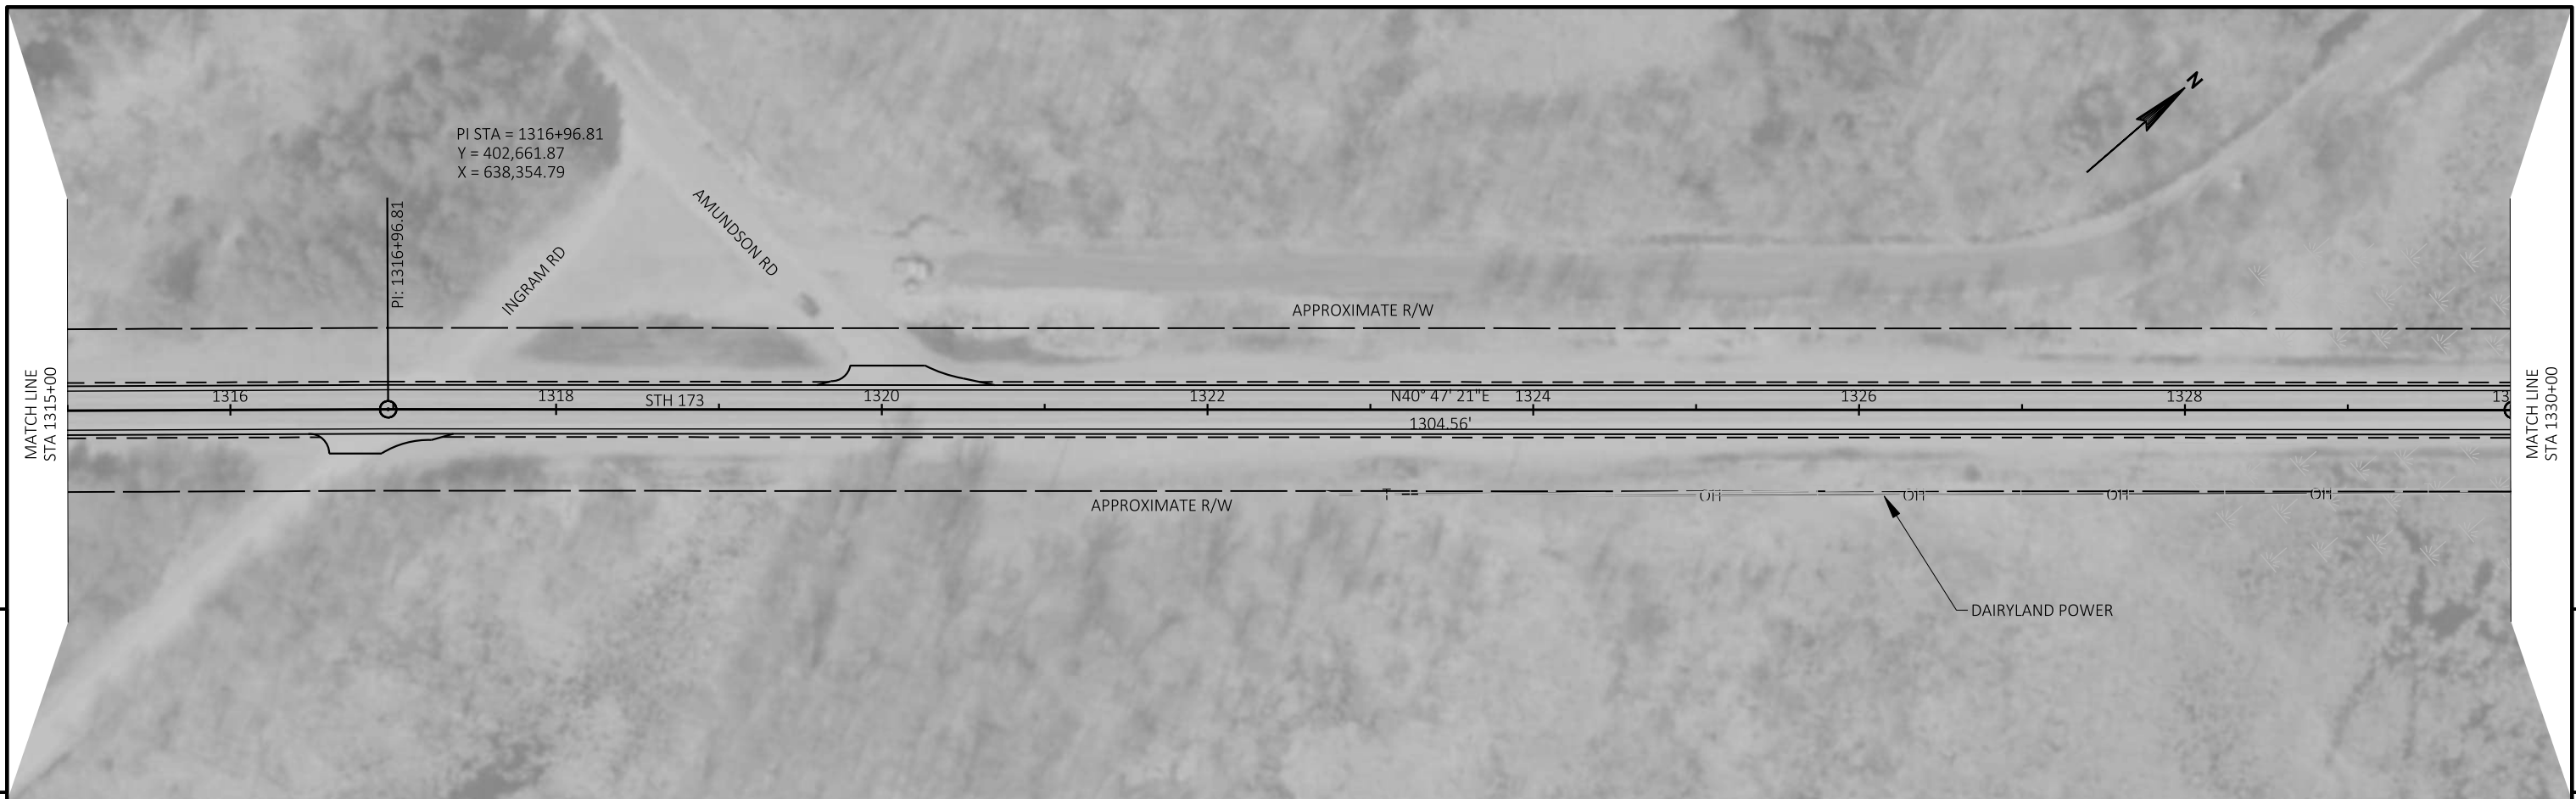 N
PI STA = 1316+96.81
Y = 402,661.87
X = 638,354.79
PI: 1316+96.81
INGRAM RD
AMUNDSON RD
APPROXIMATE R/W
MATCH LINE
STA 1315+00
1316
1318
STH 173
1320
1322
N40° 47' 21"E
1324
1326
1328
13
1304.56'
MATCH LINE
STA 1330+00
APPROXIMATE R/W
T
OH
OH
OH
OH
DAIRYLAND POWER